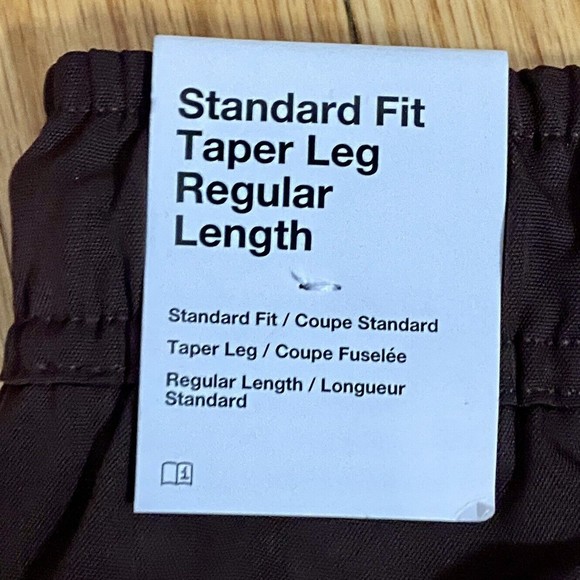 Standard Fit
Taper Leg
Regular
Length
Standard Fit / Coupe Standard
Taper Leg / Coupe Fuselée
Regular Length / Longueur
Standard
i